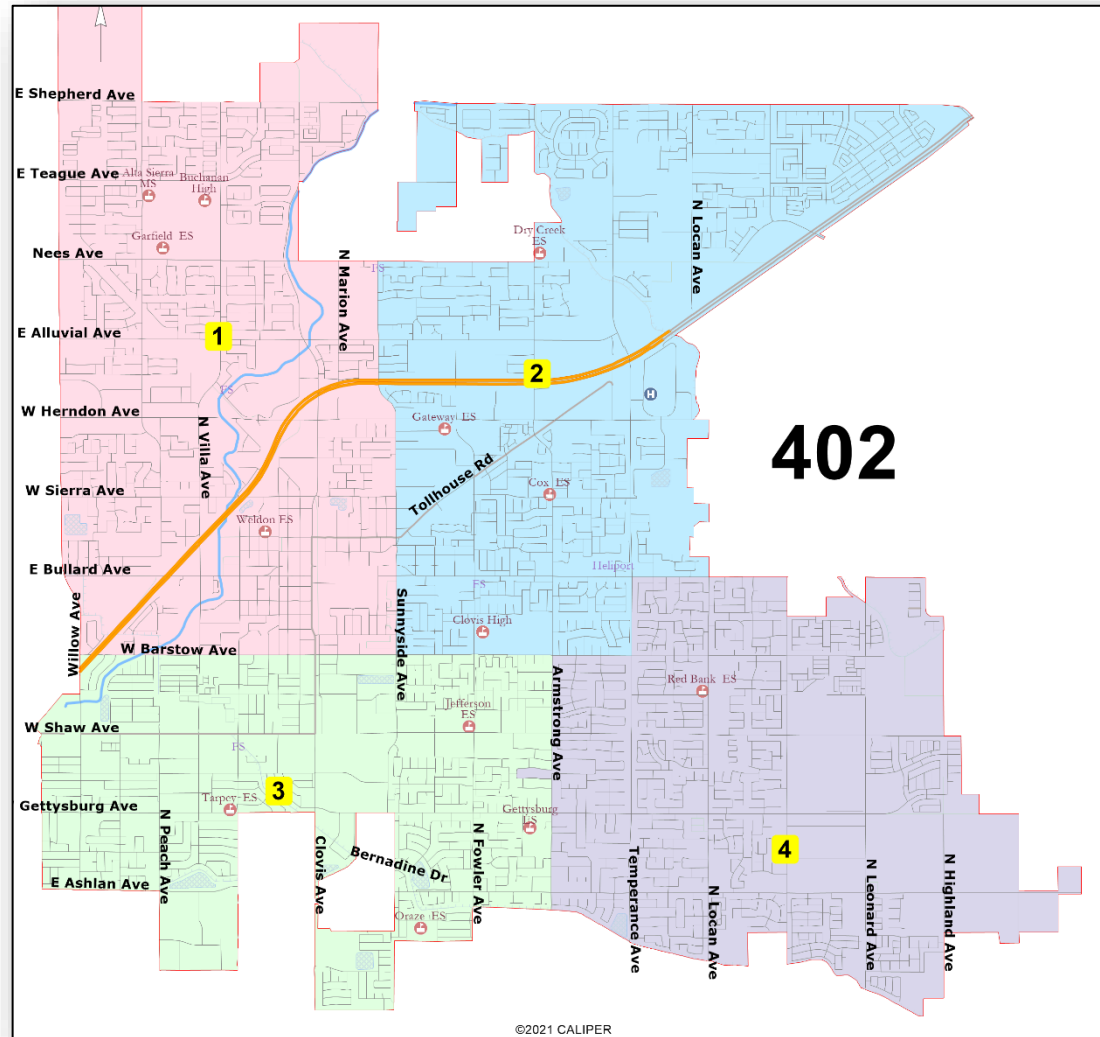 E Shepherd Ave
E Teague Ave
Alta Sierra
MS
Buchanan
High
Garfield ES
Nees Ave
N Marion Ave
FS
Dry Creek
ES
N Locan Ave
E Alluvial Ave
1
2
FS
W Herndon Ave
N Villa Ave
Gateway ES
H
402
Tollhouse Rd
W Sierra Ave
Cox ES
Weldon ES
E Bullard Ave
Heliport
FS
Willow Ave
Sunnyside Ave
Clovis High
W Barstow Ave
Armstrong Ave
Red Bank ES
Jefferson
ES
W Shaw Ave
FS
3
Tarpey ES
Gettysburg Ave
Gettysburg
ES
N Peach Ave
Clovis Ave
Bernadine Dr
N Fowler Ave
4
Temperance Ave
N Locan Ave
N Leonard Ave
N Highland Ave
E Ashlan Ave
Oraze ES
©2021 CALIPER